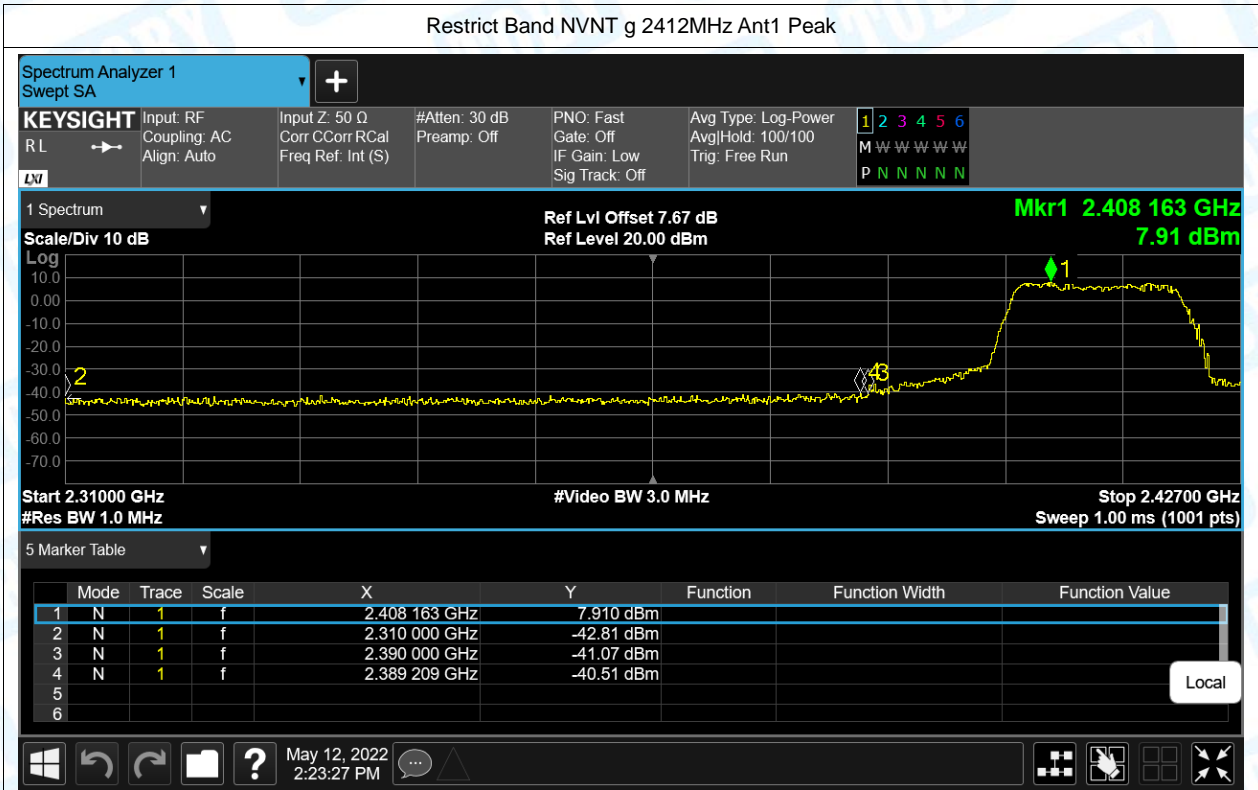 Restrict Band NVNT g 2412MHz Ant1 Peak
Spectrum Analyzer 1
Swept SA
KEYSIGHT Input: RF Input Z: 50 Ω #Atten: 30 dB PNO: Fast Avg Type: Log-Power 1 2 3 4 5 6
RL Coupling: AC Corr CCorr RCal Preamp: Off Gate: Off Avg|Hold: 100/100 M W W W W W
Align: Auto Freq Ref: Int (S) IF Gain: Low Trig: Free Run
LXI Sig Track: Off P N N N N N
1 Spectrum Ref Lvl Offset 7.67 dB Mkr1 2.408 163 GHz
Scale/Div 10 dB Ref Level 20.00 dBm 7.91 dBm
Log
1
10.0
0.00
-10.0
-20.0
-30.0
2 4 3
-40.0
-50.0
-60.0
-70.0
Start 2.31000 GHz #Video BW 3.0 MHz Stop 2.42700 GHz
#Res BW 1.0 MHz Sweep 1.00 ms (1001 pts)
5 Marker Table
Mode Trace Scale X Y Function Function Width Function Value
1 N 1 f 2.408 163 GHz 7.910 dBm
2 N 1 f 2.310 000 GHz -42.81 dBm
3 N 1 f 2.390 000 GHz -41.07 dBm
4 N 1 f 2.389 209 GHz -40.51 dBm
5
6
Local
? May 12, 2022
2:23:27 PM